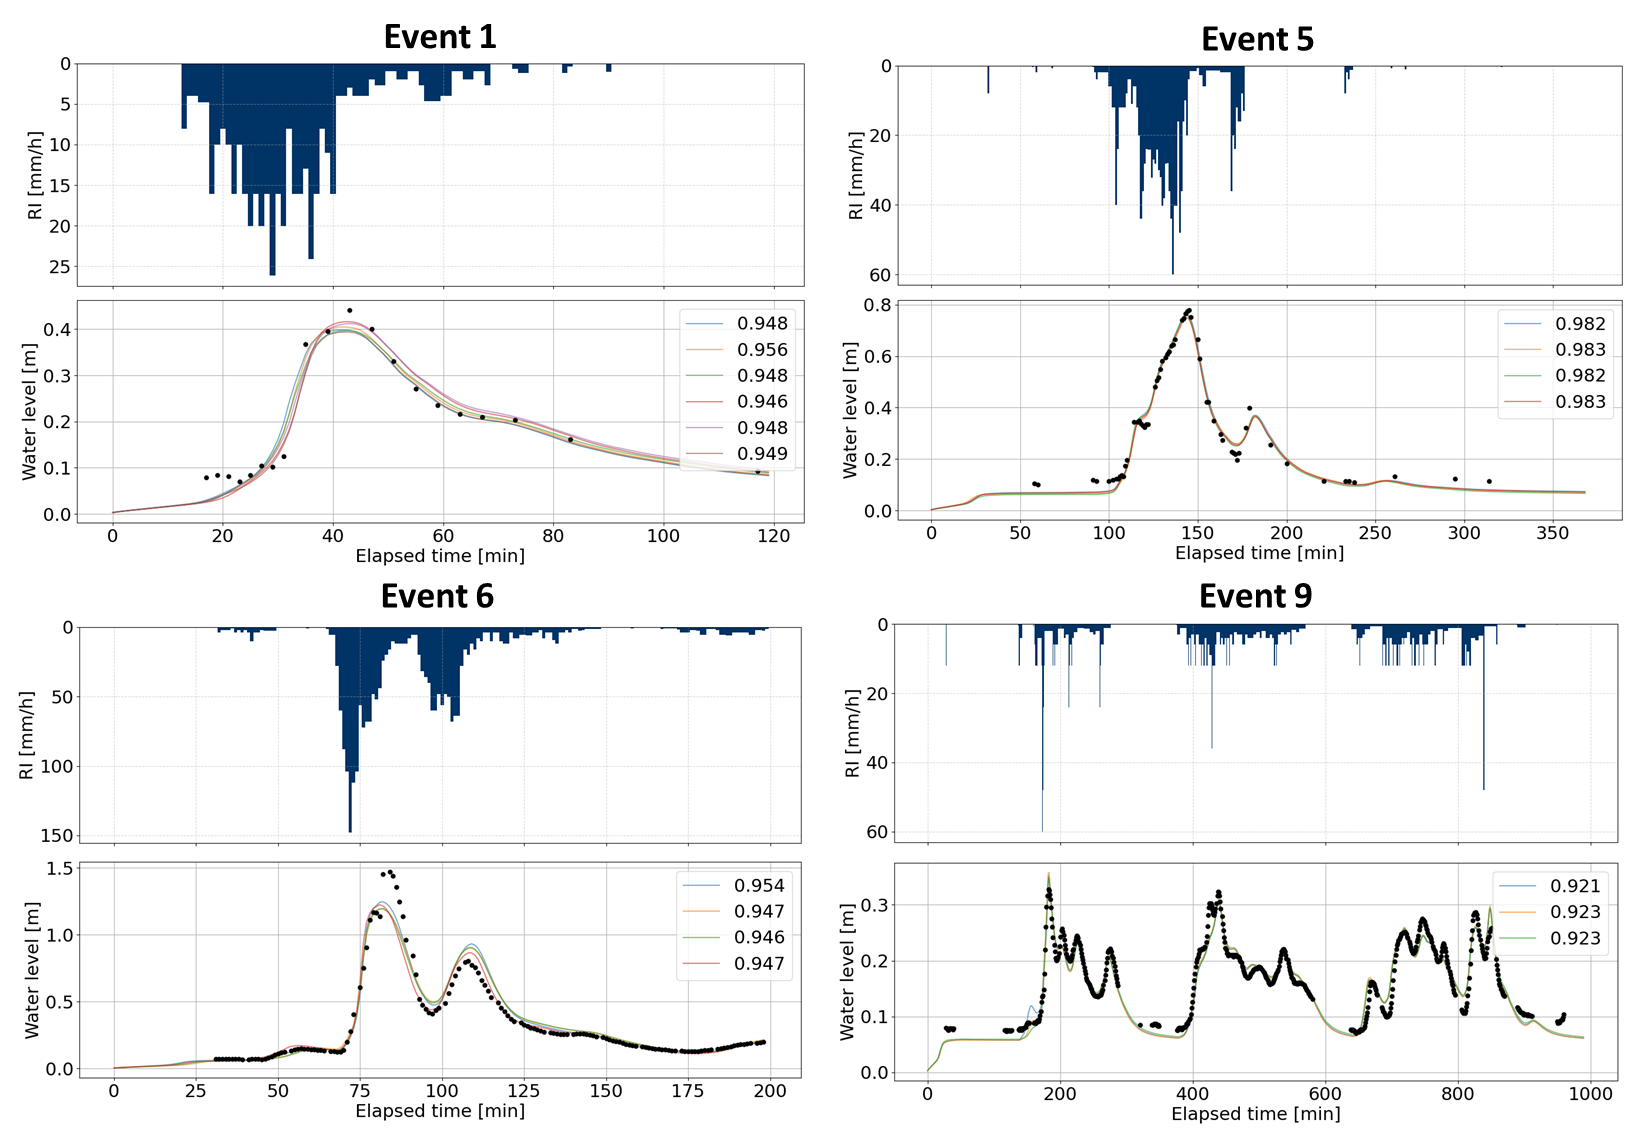 Event 1
0
5
10
15
20
25
RI [mm/h]
0.4
0.3
0.2
0.1
0.0
Water level [m]
0.948
0.956
0.948
0.946
0.948
0.949
0 20 40 60 80 100 120
Elapsed time [min]
Event 5
0
20
40
60
RI [mm/h]
0.8
0.6
0.4
0.2
0.0
Water level [m]
0.982
0.983
0.982
0.983
0 50 100 150 200 250 300 350
Elapsed time [min]
Event 6
0
50
100
150
RI [mm/h]
1.5
1.0
0.5
0.0
Water level [m]
0.954
0.947
0.946
0.947
0 25 50 75 100 125 150 175 200
Elapsed time [min]
Event 9
0
20
40
60
RI [mm/h]
0.3
0.2
0.1
0.0
Water level [m]
0.921
0.923
0.923
0 200 400 600 800 1000
Elapsed time [min]